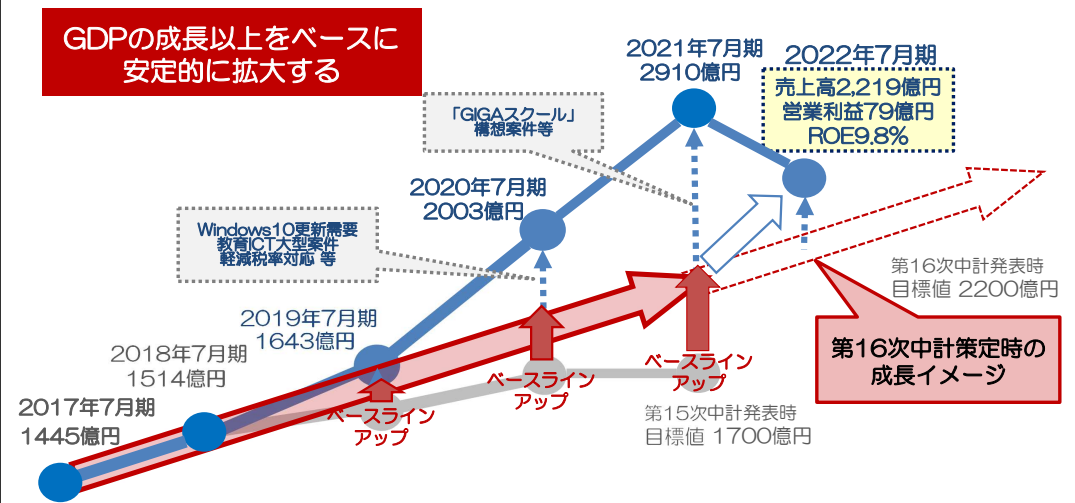 GDPの成長以上をベースに
安定的に拡大する
2021年7月期
2910億円
2022年7月期
売上高2,219億円
営業利益79億円
ROE9.8%
「GIGAスクール」
構想案件等
2020年7月期
2003億円
Windows10更新需要
教育ICT大型案件
軽減税率対応 等
第16次中計発表時
目標値 2200億円
2019年7月期
1643億円
2018年7月期
1514億円
第16次中計策定時の
成長イメージ
ベースライン
アップ
ベースライン
アップ
ベースライン
アップ
2017年7月期
1445億円
第15次中計発表時
目標値 1700億円